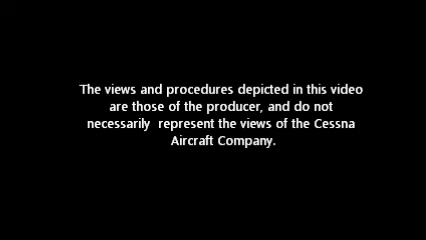 The views and procedures depicted in this video
are those of the producer, and do not
necessarily  represent the views of the Cessna
Aircraft Company.